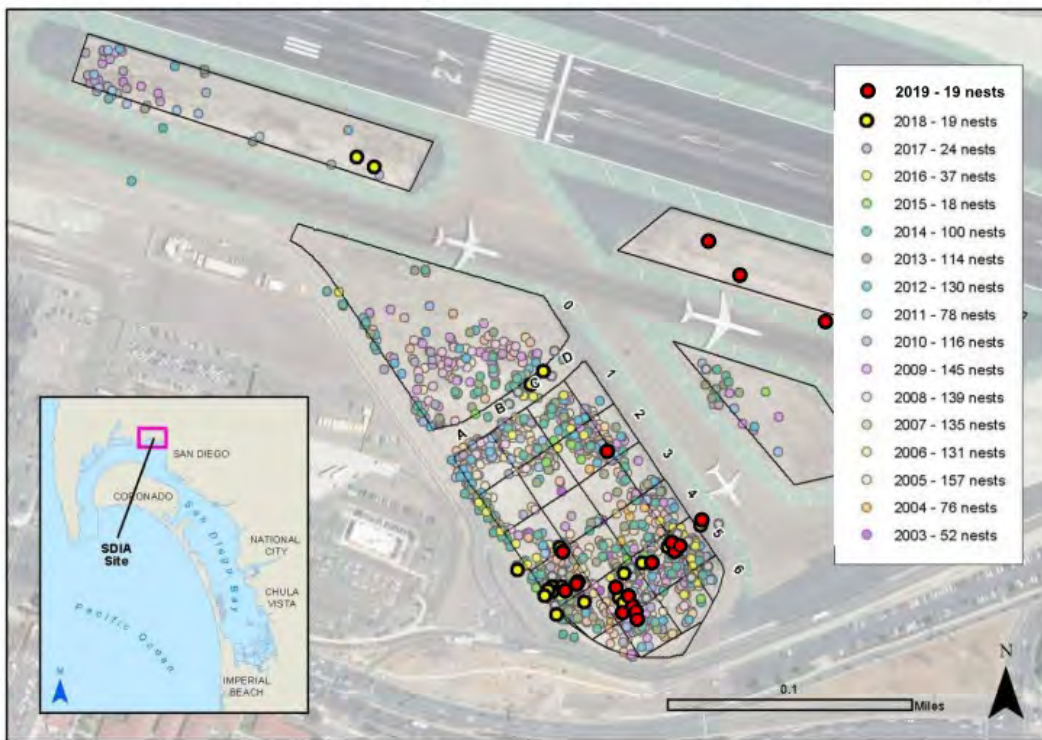 27
2019 - 19 nests
2018 - 19 nests
2017 - 24 nests
2016 - 37 nests
2015 - 18 nests
2014 - 100 nests
2013 - 114 nests
2012 - 130 nests
2011 - 78 nests
2010 - 116 nests
2009 - 145 nests
2008 - 139 nests
2007 - 135 nests
2006 - 131 nests
2005 - 157 nests
2004 - 76 nests
2003 - 52 nests
0
D
C
B
A
1
2
3
4
5
6
SAN DIEGO
CORONADO
SDIA
Site
San Diego Bay
NATIONAL
CITY
CHULA
VISTA
Pacific Ocean
IMPERIAL
BEACH
N
0.1
Miles
N